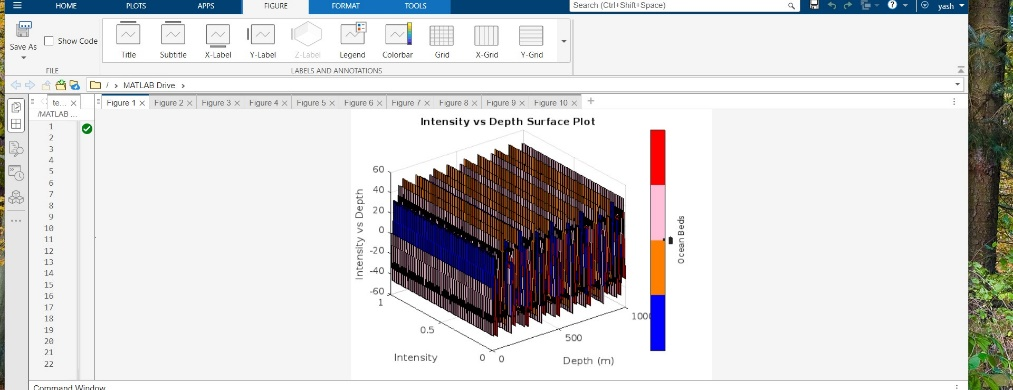 HOME PLOTS APPS FIGURE FORMAT TOOLS Search (Ctrl+Shift+Space) yash
Save As Show Code Title Subtitle X-Label Y-Label Z-Label Legend Colorbar Grid X-Grid Y-Grid
FILE LABELS AND ANNOTATIONS
/ › MATLAB Drive ›
te... × Figure 1 × Figure 2 × Figure 3 × Figure 4 × Figure 5 × Figure 6 × Figure 7 × Figure 8 × Figure 9 × Figure 10 × +
/MATLAB ...
1
2
3
4
5
6
7
8
9
10
11
12
13
14
15
16
17
18
19
20
21
22
Intensity vs Depth Surface Plot
Intensity vs Depth
60
40
20
0
-20
-40
-60
1
0.5
0
Intensity
0
500
1000
Depth (m)
Ocean Beds
Command Window